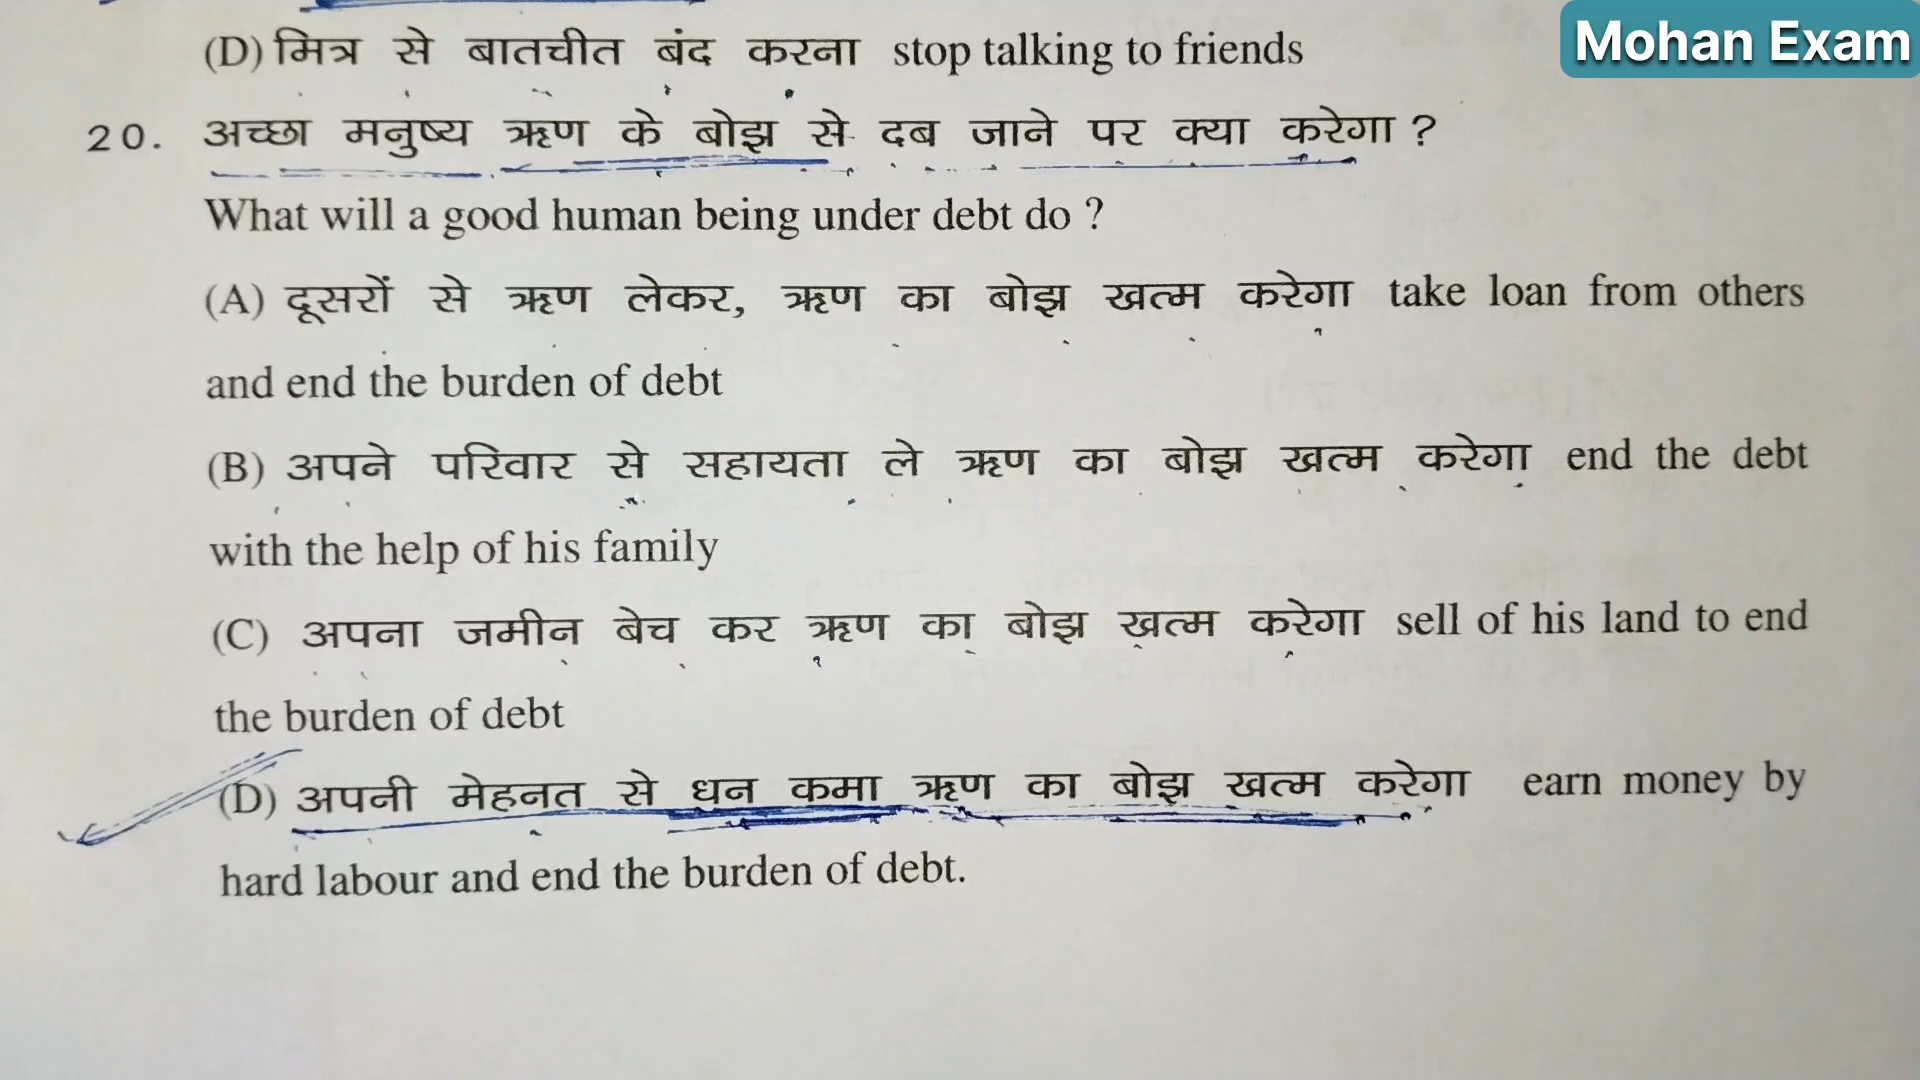 Mohan Exam
(D) मित्र से बातचीत बंद करना stop talking to friends
20. अच्छा मनुष्य ऋण के बोझ से दब जाने पर क्या करेगा ?
What will a good human being under debt do ?
(A) दूसरों से ऋण लेकर, ऋण का बोझ खत्म करेगा take loan from others
and end the burden of debt
(B) अपने परिवार से सहायता ले ऋण का बोझ खत्म करेगा end the debt
with the help of his family
(C) अपना जमीन बेच कर ऋण का बोझ खत्म करेगा sell of his land to end
the burden of debt
(D) अपनी मेहनत से धन कमा ऋण का बोझ खत्म करेगा earn money by
hard labour and end the burden of debt.